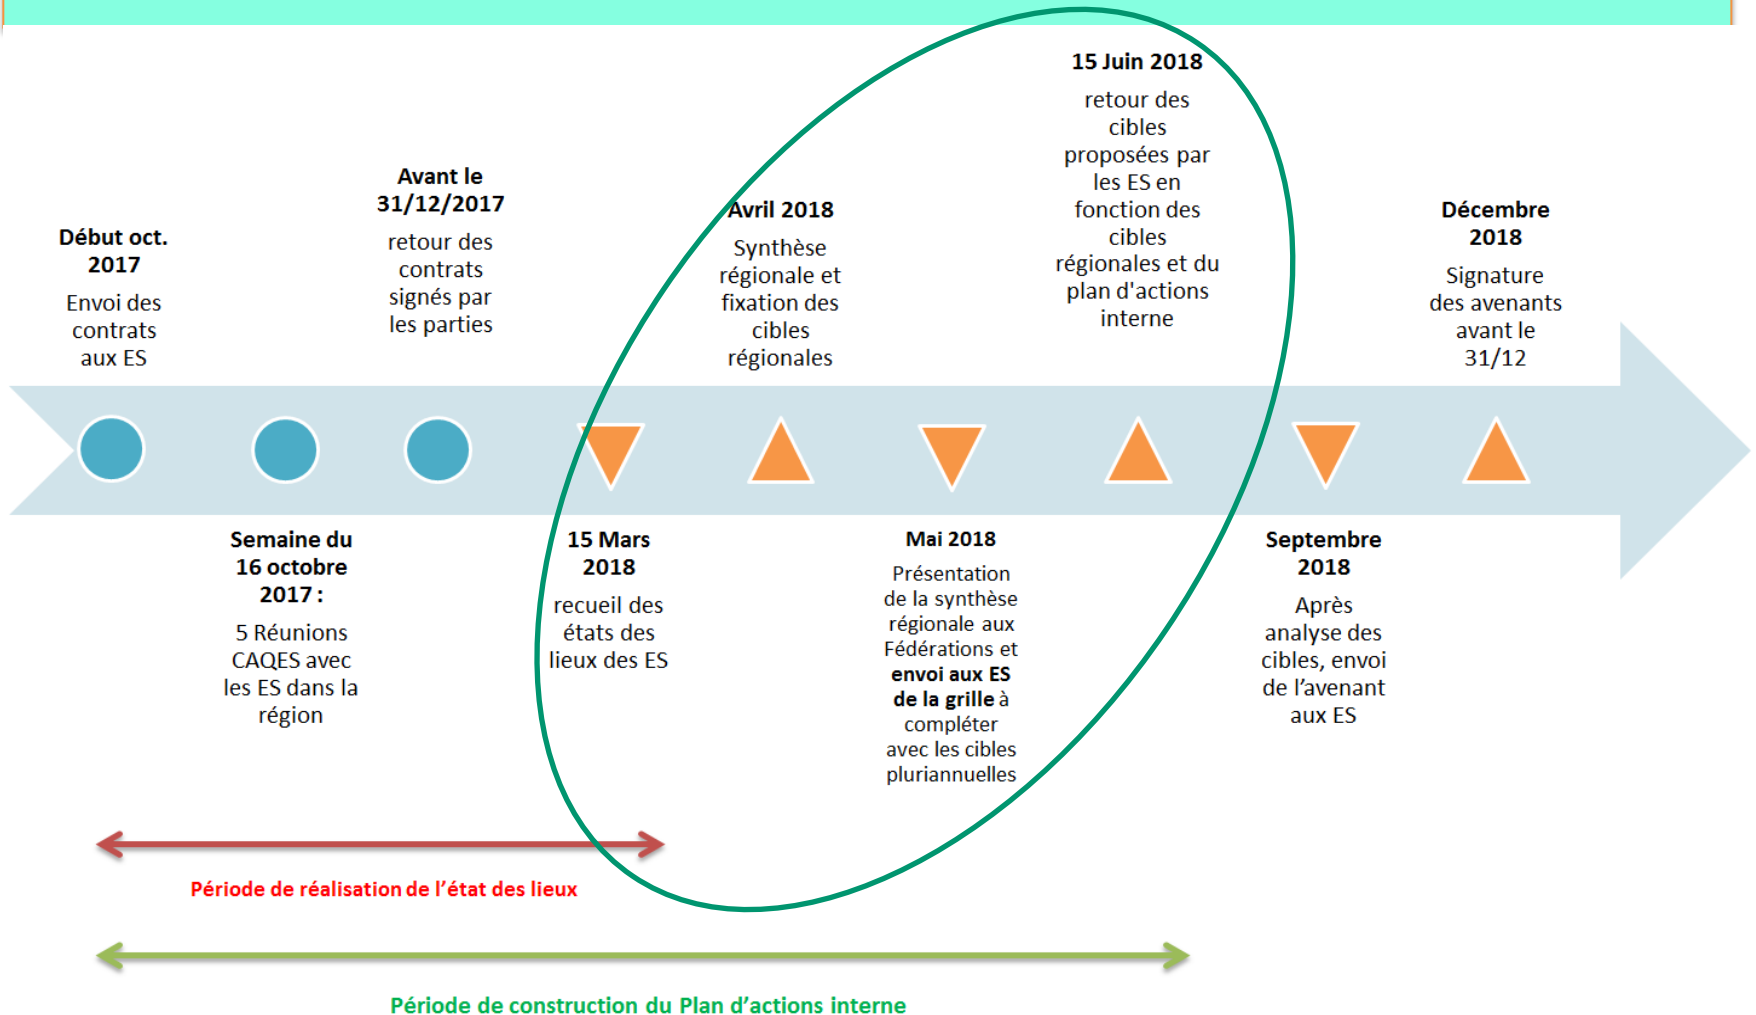 Début oct.
2017
Envoi des
contrats
aux ES
Semaine du
16 octobre
2017 :
5 Réunions
CAQES avec
les ES dans la
région
Avant le
31/12/2017
retour des
contrats
signés par
les parties
15 Mars
2018
recueil des
états des
lieux des ES
Avril 2018
Synthèse
régionale et
fixation des
cibles
régionales
Mai 2018
Présentation
de la synthèse
régionale aux
Fédérations et
envoi aux ES
de la grille à
compléter
avec les cibles
pluriannuelles
15 Juin 2018
retour des
cibles
proposées par
les ES en
fonction des
cibles
régionales et du
plan d'actions
interne
Septembre
2018
Après
analyse des
cibles, envoi
de l’avenant
aux ES
Décembre
2018
Signature
des avenants
avant le
31/12
Période de réalisation de l’état des lieux
Période de construction du Plan d’actions interne